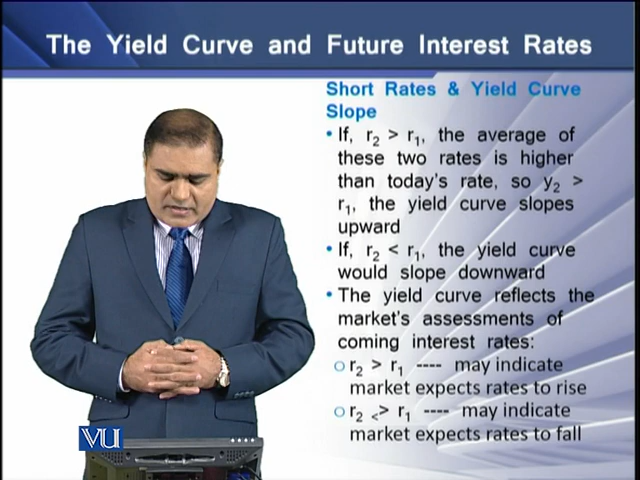 The Yield Curve and Future Interest Rates
Short Rates & Yield Curve
Slope
• If, r2 > r1, the average of
these two rates is higher
than today's rate, so y2 >
r1, the yield curve slopes
upward
• If, r2 < r1, the yield curve
would slope downward
• The yield curve reflects the
market's assessments of
coming interest rates:
o r2 > r1 ---- may indicate
market expects rates to rise
o r2 <> r1 ---- may indicate
market expects rates to fall
VU